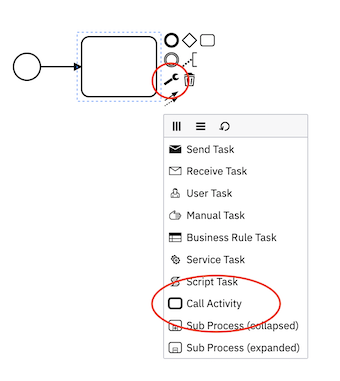 Send Task
Receive Task
User Task
Manual Task
Business Rule Task
Service Task
Script Task
Call Activity
Sub Process (collapsed)
Sub Process (expanded)